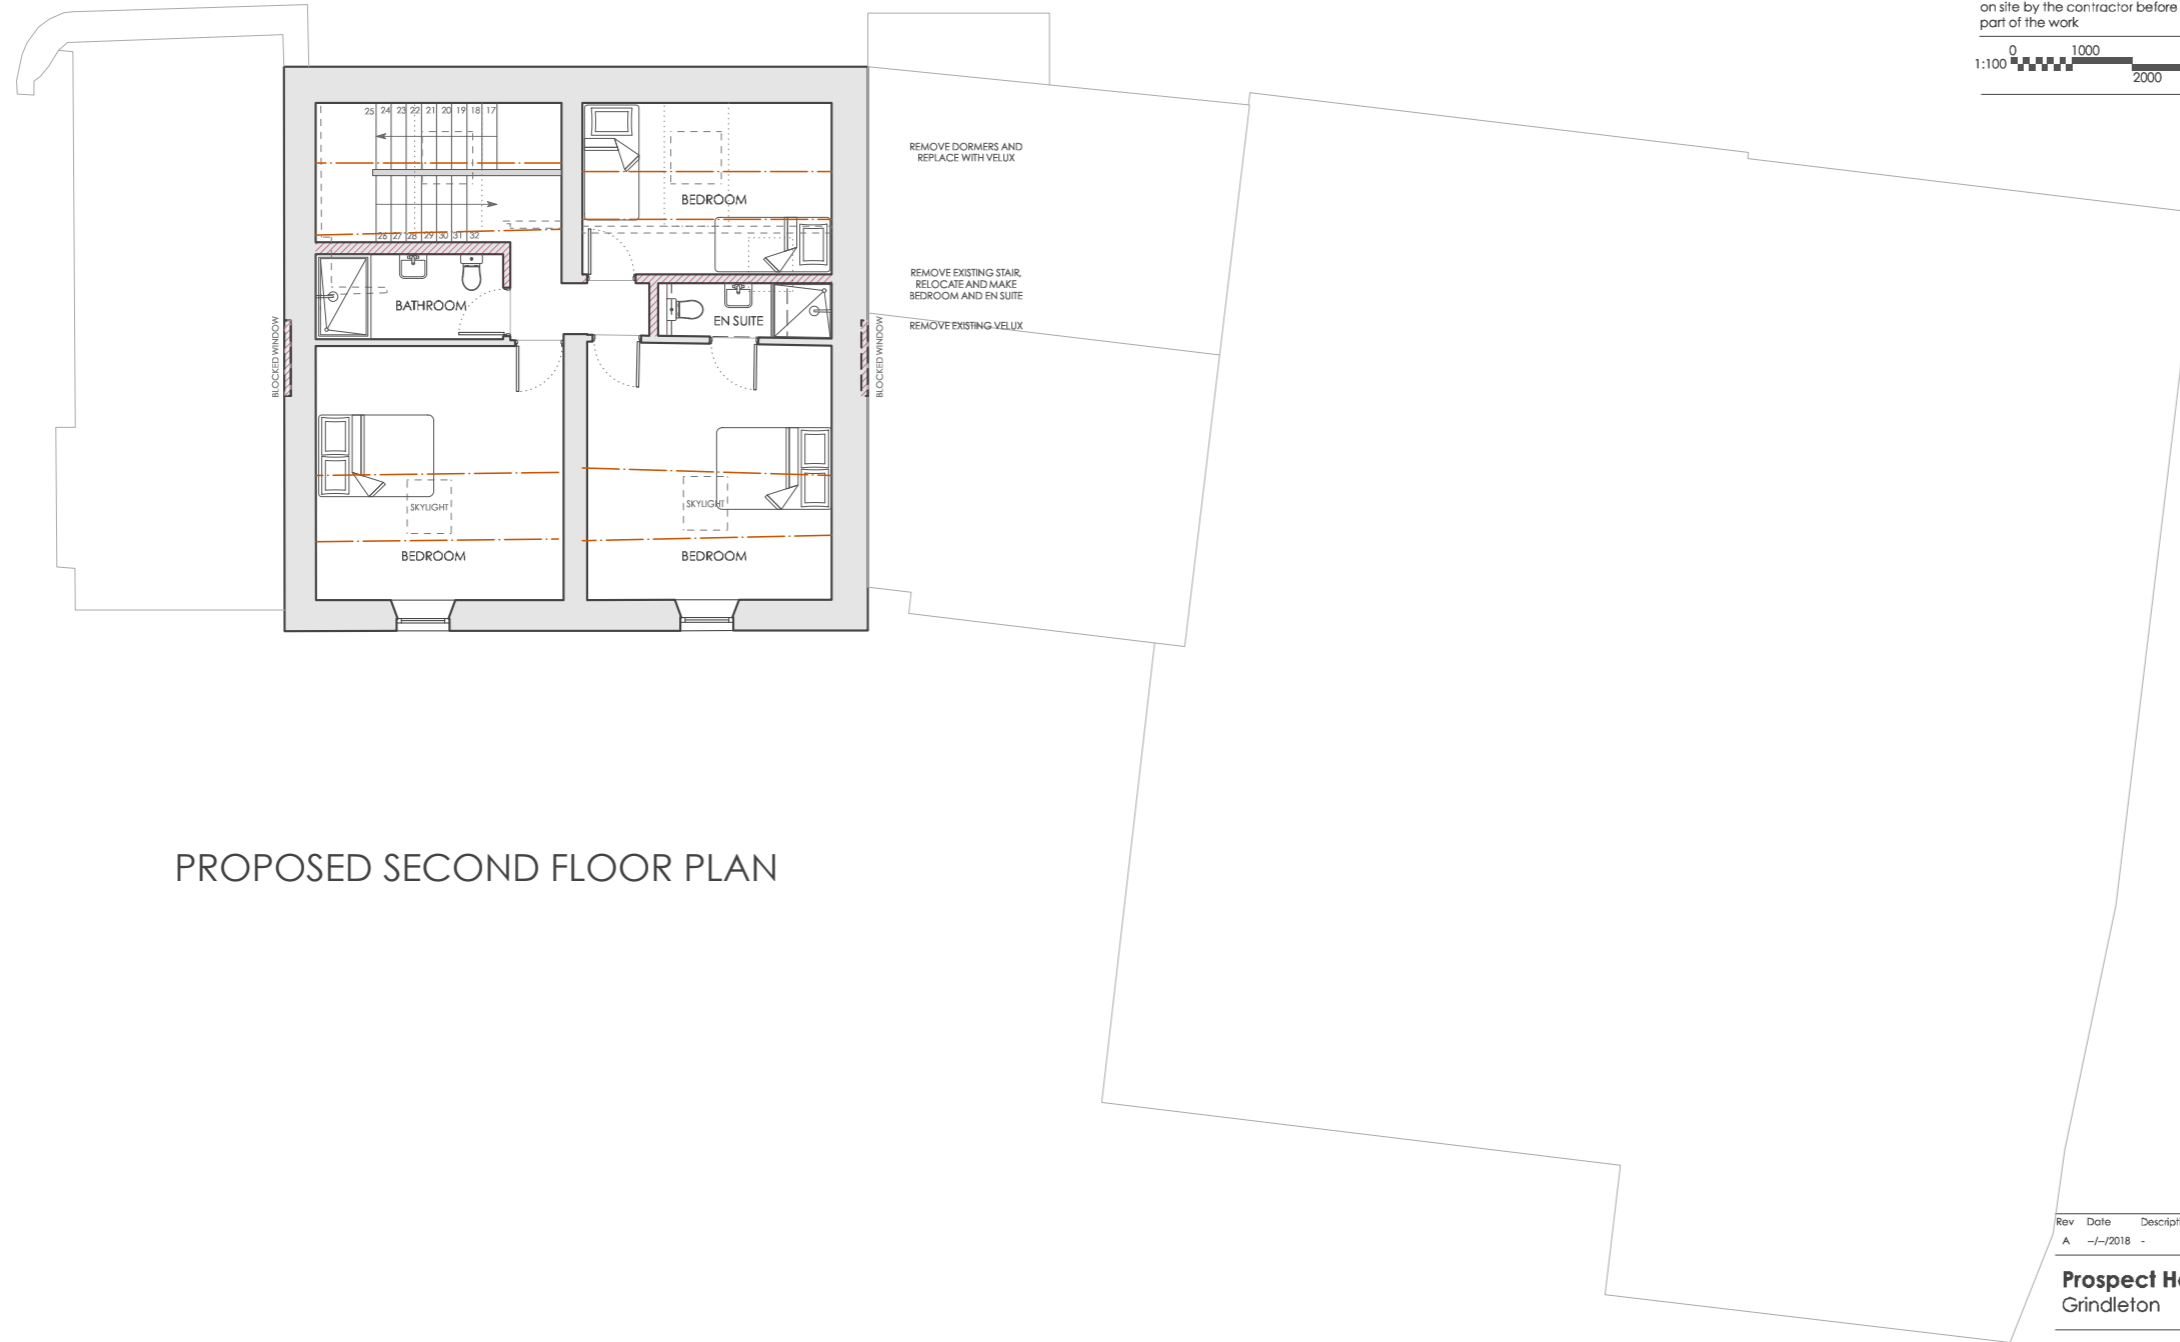 on site by the contractor before
part of the work
0 1000
1:100
2000
25 24 23 22 21 20 19 18 17
REMOVE DORMERS AND
REPLACE WITH VELUX
BEDROOM
26 27 28 29 30 31 32
REMOVE EXISTING STAIR,
RELOCATE AND MAKE
BEDROOM AND EN SUITE
BATHROOM
EN SUITE
REMOVE EXISTING VELUX
BLOCKED WINDOW
BLOCKED WINDOW
SKYLIGHT
SKYLIGHT
BEDROOM
BEDROOM
PROPOSED SECOND FLOOR PLAN
Rev Date Descript
A –/–/2018 -
Prospect H
Grindleton